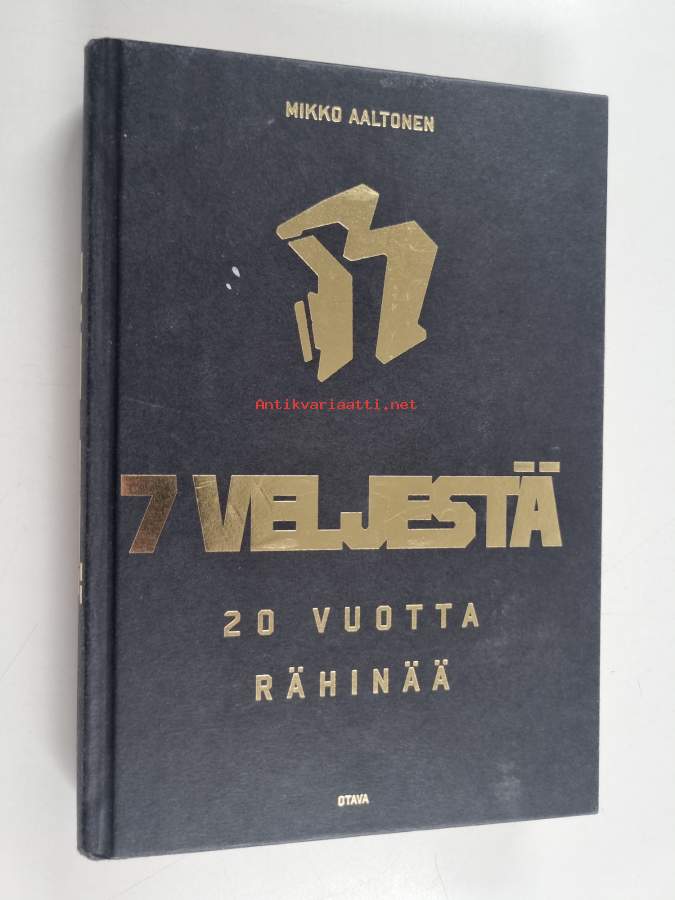 MIKKO AALTONEN
Antikvariaatti.net
7 VELJESTÄ
20 VUOTTA
RÄHINÄÄ
OTAVA